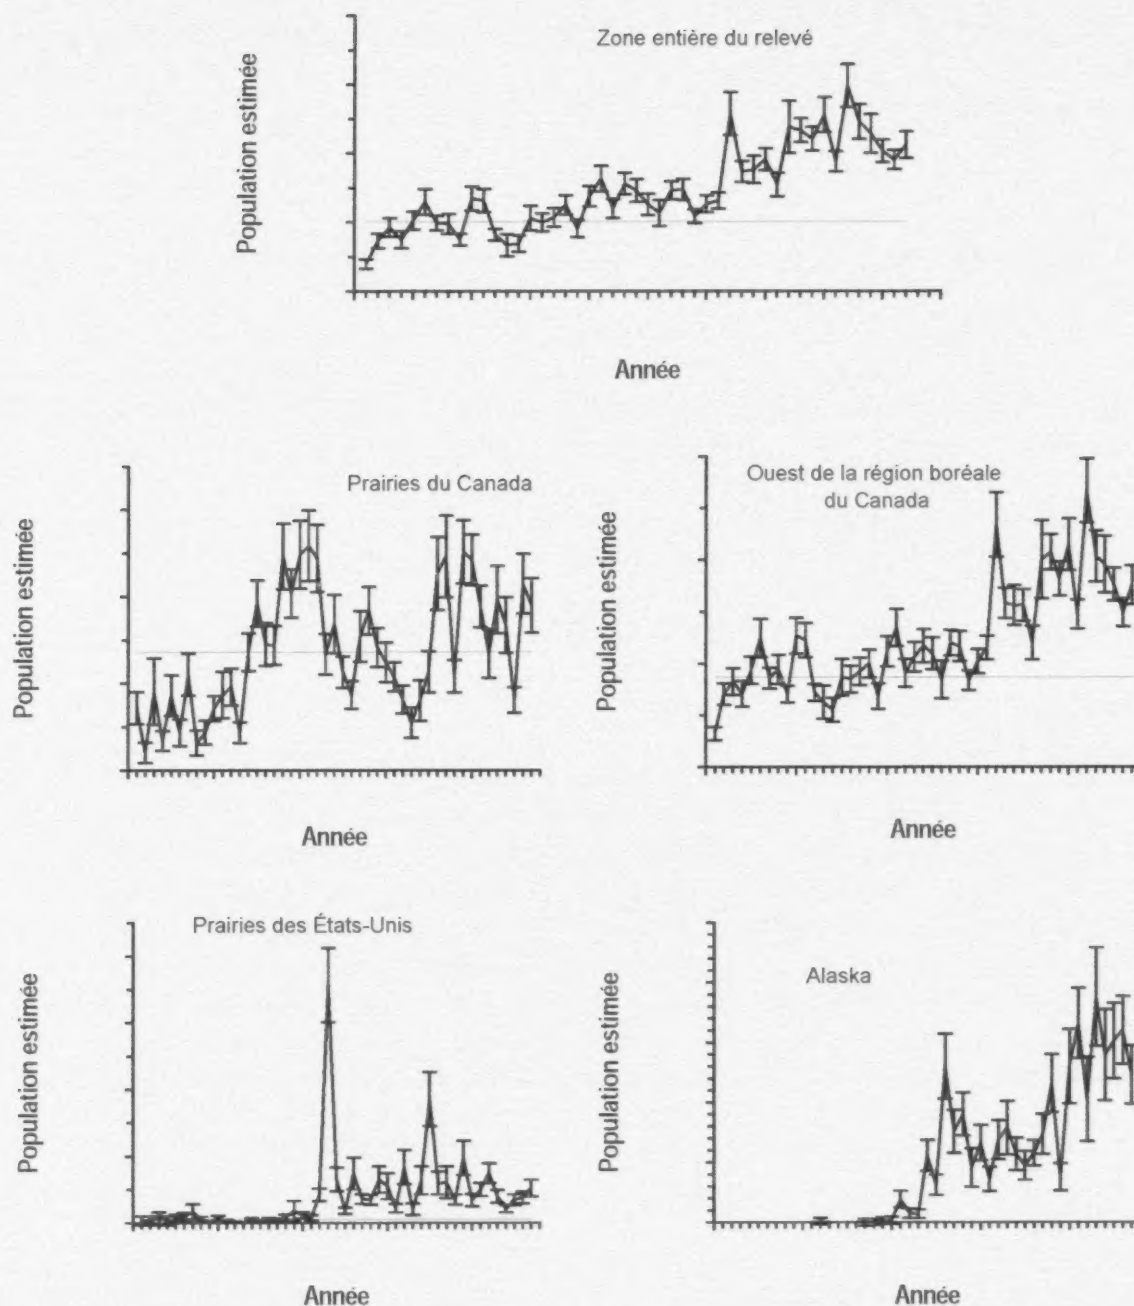 Zone entière du relevé
Population estimée
Année
Prairies du Canada
Population estimée
Année
Ouest de la région boréale
du Canada
Population estimée
Année
Prairies des États-Unis
Population estimée
Année
Alaska
Population estimée
Année